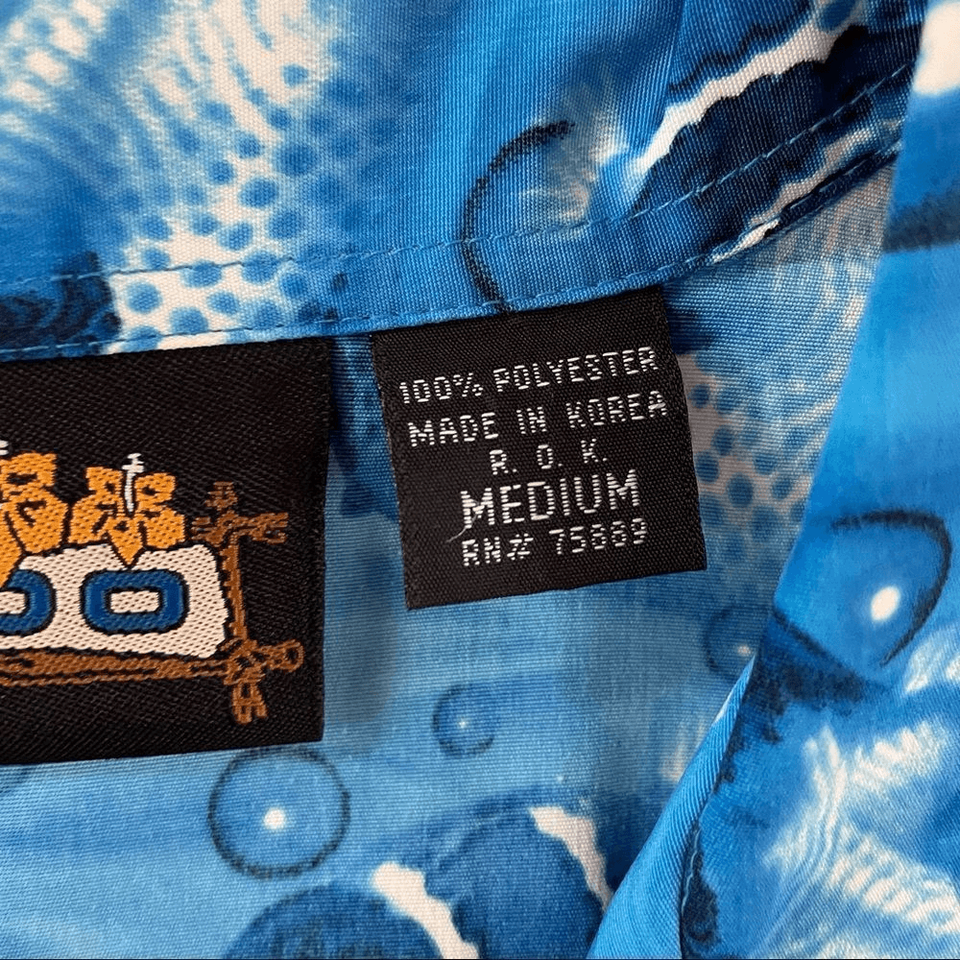 100% POLYESTER
MADE IN KOREA
R. O. K.
MEDIUM
RN# 75889